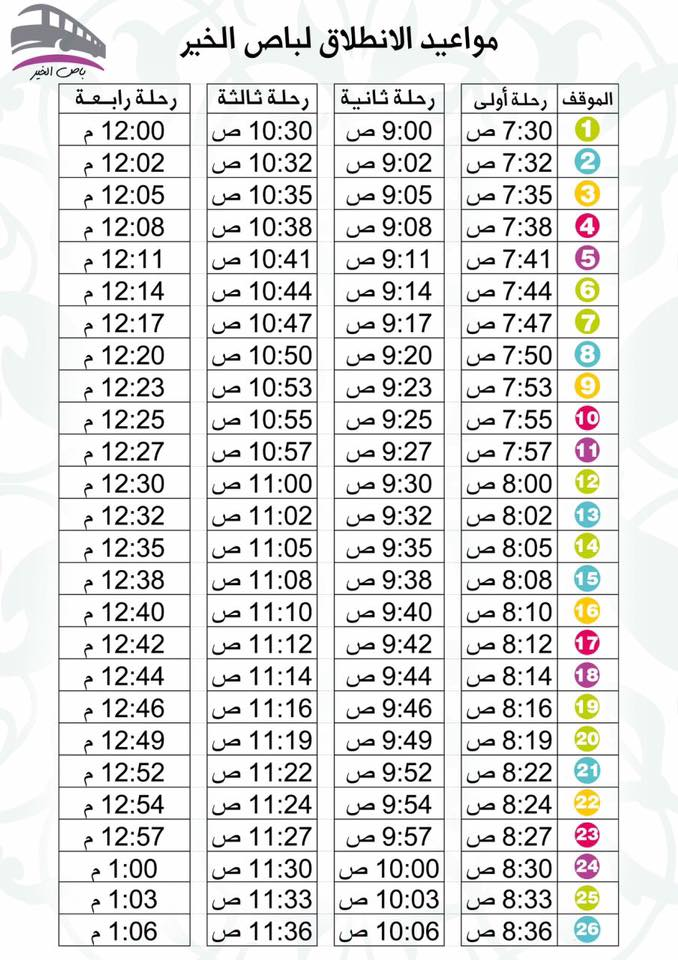 باص الخير
مواعيد الانطلاق لباص الخير
الموقف رحلة أولى رحلة ثانية رحلة ثالثة رحلة رابعة
1 7:30 ص 9:00 ص 10:30 ص 12:00 م
2 7:32 ص 9:02 ص 10:32 ص 12:02 م
3 7:35 ص 9:05 ص 10:35 ص 12:05 م
4 7:38 ص 9:08 ص 10:38 ص 12:08 م
5 7:41 ص 9:11 ص 10:41 ص 12:11 م
6 7:44 ص 9:14 ص 10:44 ص 12:14 م
7 7:47 ص 9:17 ص 10:47 ص 12:17 م
8 7:50 ص 9:20 ص 10:50 ص 12:20 م
9 7:53 ص 9:23 ص 10:53 ص 12:23 م
10 7:55 ص 9:25 ص 10:55 ص 12:25 م
11 7:57 ص 9:27 ص 10:57 ص 12:27 م
12 8:00 ص 9:30 ص 11:00 ص 12:30 م
13 8:02 ص 9:32 ص 11:02 ص 12:32 م
14 8:05 ص 9:35 ص 11:05 ص 12:35 م
15 8:08 ص 9:38 ص 11:08 ص 12:38 م
16 8:10 ص 9:40 ص 11:10 ص 12:40 م
17 8:12 ص 9:42 ص 11:12 ص 12:42 م
18 8:14 ص 9:44 ص 11:14 ص 12:44 م
19 8:16 ص 9:46 ص 11:16 ص 12:46 م
20 8:19 ص 9:49 ص 11:19 ص 12:49 م
21 8:22 ص 9:52 ص 11:22 ص 12:52 م
22 8:24 ص 9:54 ص 11:24 ص 12:54 م
23 8:27 ص 9:57 ص 11:27 ص 12:57 م
24 8:30 ص 10:00 ص 11:30 ص 1:00 م
25 8:33 ص 10:03 ص 11:33 ص 1:03 م
26 8:36 ص 10:06 ص 11:36 ص 1:06 م